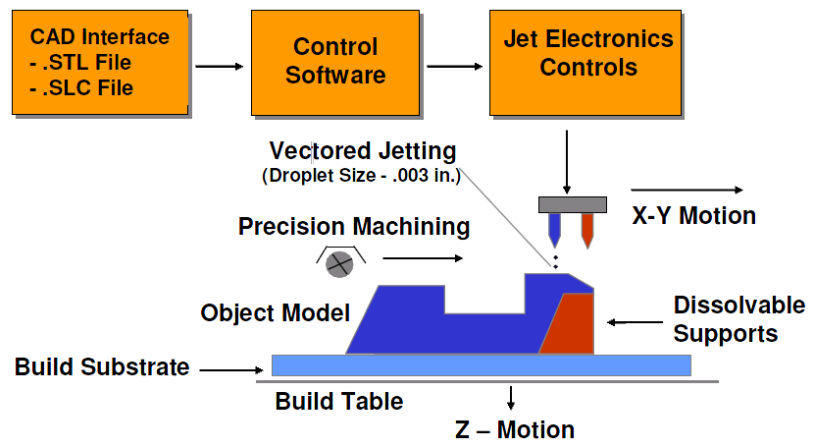 CAD Interface
- .STL File
- .SLC File
Control
Software
Jet Electronics
Controls
Vectored Jetting
(Droplet Size - .003 in.)
X-Y Motion
Precision Machining
Object Model
Dissolvable
Supports
Build Substrate
Build Table
Z – Motion